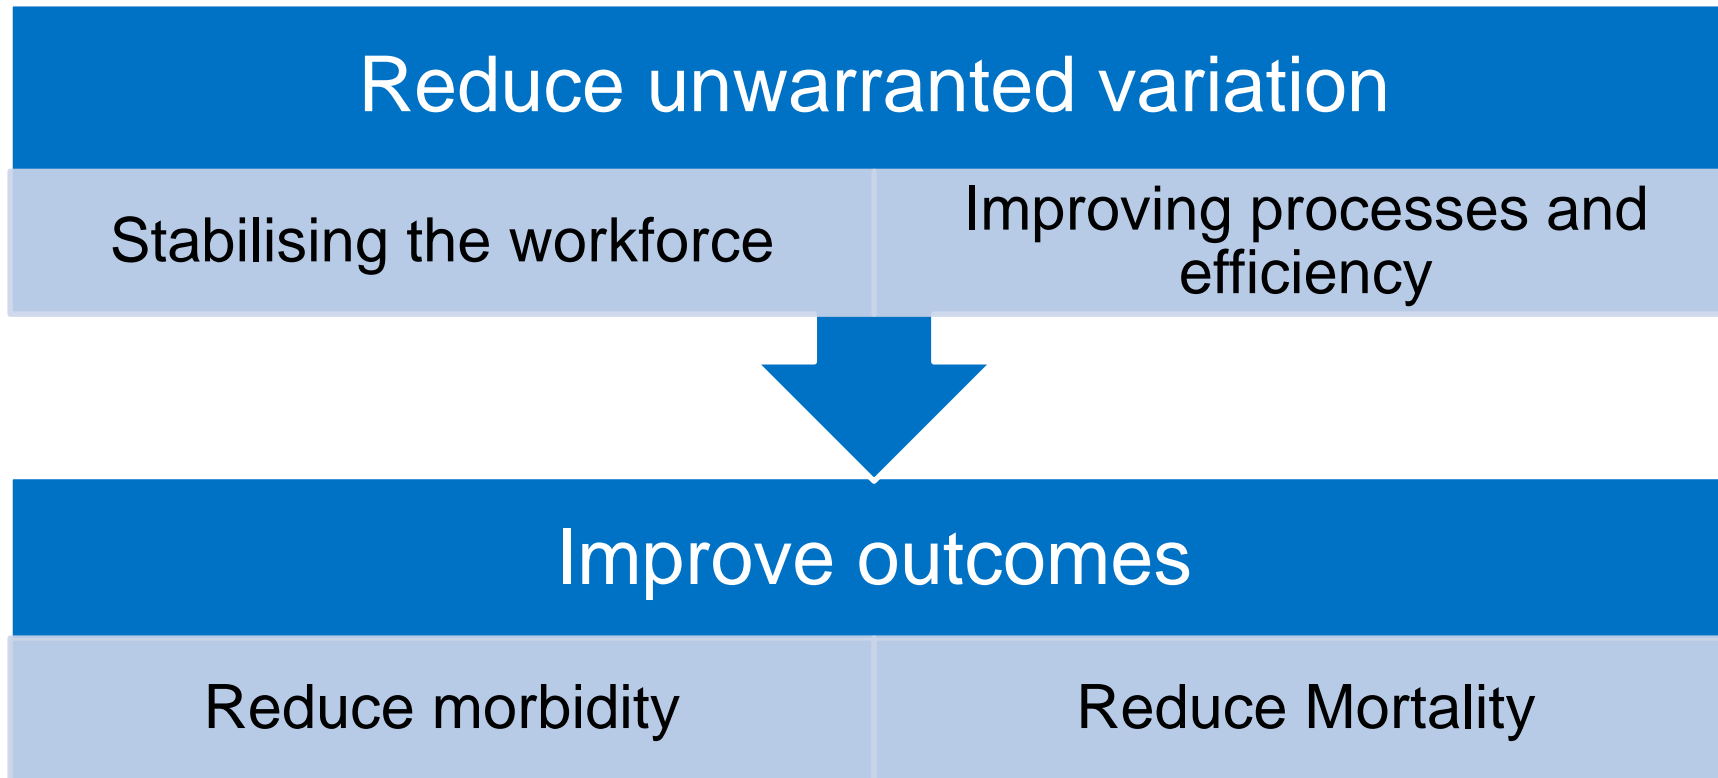 Reduce unwarranted variation
Stabilising the workforce
Improving processes and
efficiency
Improve outcomes
Reduce morbidity
Reduce Mortality